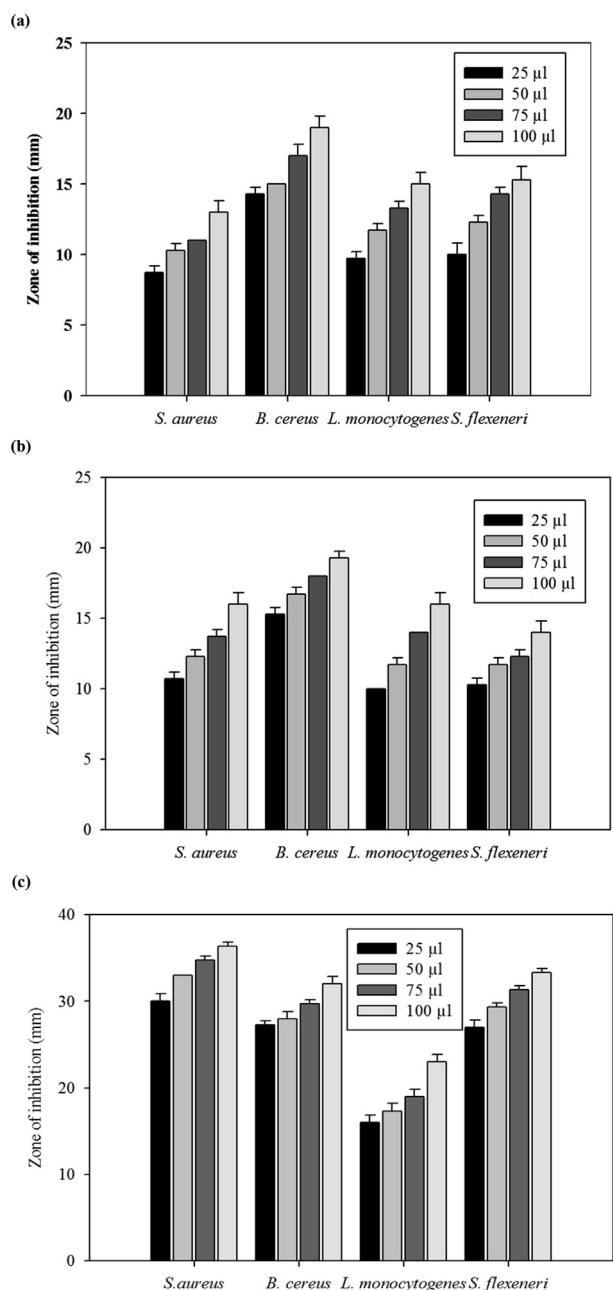 (a)
Zone of inhibition (mm)
25
20
15
10
5
0
25 µl
50 µl
75 µl
100 µl
S. aureus
B. cereus
L. monocytogenes
S. flexeneri
(b)
Zone of inhibition (mm)
25
20
15
10
5
0
25 µl
50 µl
75 µl
100 µl
S. aureus
B. cereus
L. monocytogenes
S. flexeneri
(c)
Zone of inhibition (mm)
40
30
20
10
0
25 µl
50 µl
75 µl
100 µl
S.aureus
B. cereus
L. monocytogenes
S. flexeneri